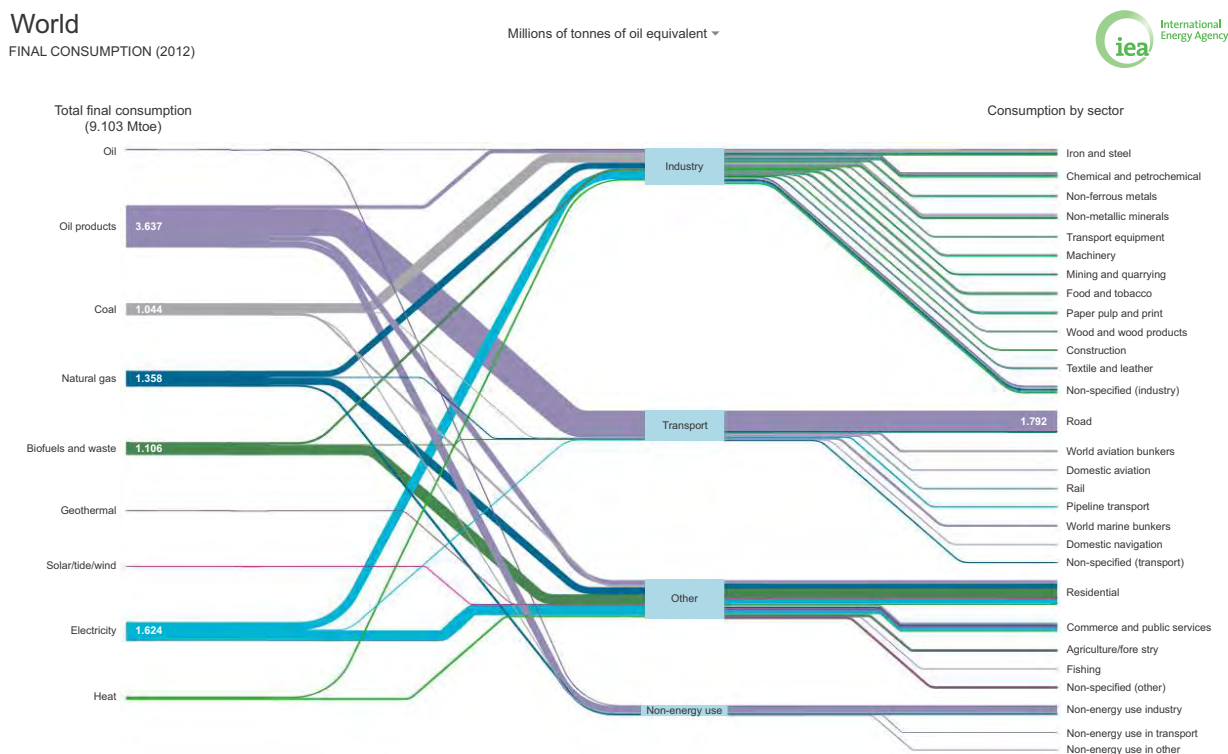 World
FINAL CONSUMPTION (2012)
Millions of tonnes of oil equivalent
iea
International
Energy Agency
Total final consumption
(9.103 Mtoe)
Consumption by sector
Oil
Oil products
3.637
Coal
1.044
Natural gas
1.358
Biofuels and waste
1.106
Geothermal
Solar/tide/wind
Electricity
1.624
Heat
Industry
Transport
Other
Non-energy use
Iron and steel
Chemical and petrochemical
Non-ferrous metals
Non-metallic minerals
Transport equipment
Machinery
Mining and quarrying
Food and tobacco
Paper pulp and print
Wood and wood products
Construction
Textile and leather
Non-specified (industry)
1.792
Road
World aviation bunkers
Domestic aviation
Rail
Pipeline transport
World marine bunkers
Domestic navigation
Non-specified (transport)
Residential
Commerce and public services
Agriculture/fore stry
Fishing
Non-specified (other)
Non-energy use industry
Non-energy use in transport
Non-energy use in other